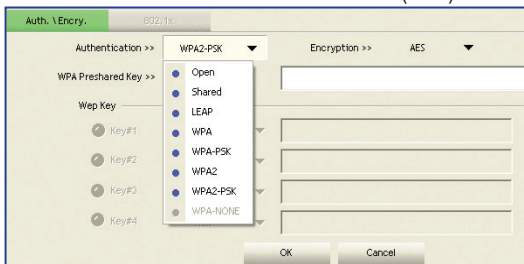 Auth. \ Encry. 802.1x
Authentication >> WPA2-PSK Encryption >> AES
WPA Preshared Key >>
Open
Shared
LEAP
WPA
WPA-PSK
WPA2
WPA2-PSK
WPA-NONE
Wep Key
Key#1
Key#2
Key#3
Key#4
OK Cancel